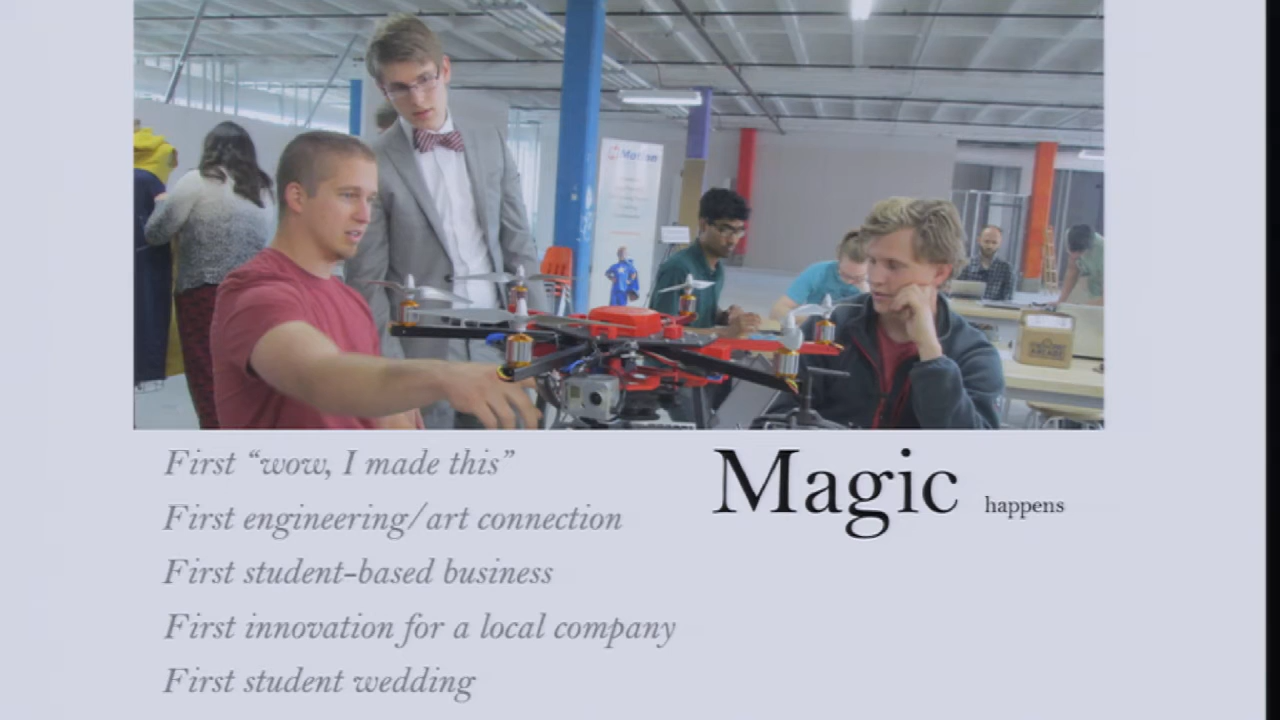 Motion
First “wow, I made this”
Magic happens
First engineering/art connection
First student-based business
First innovation for a local company
First student wedding